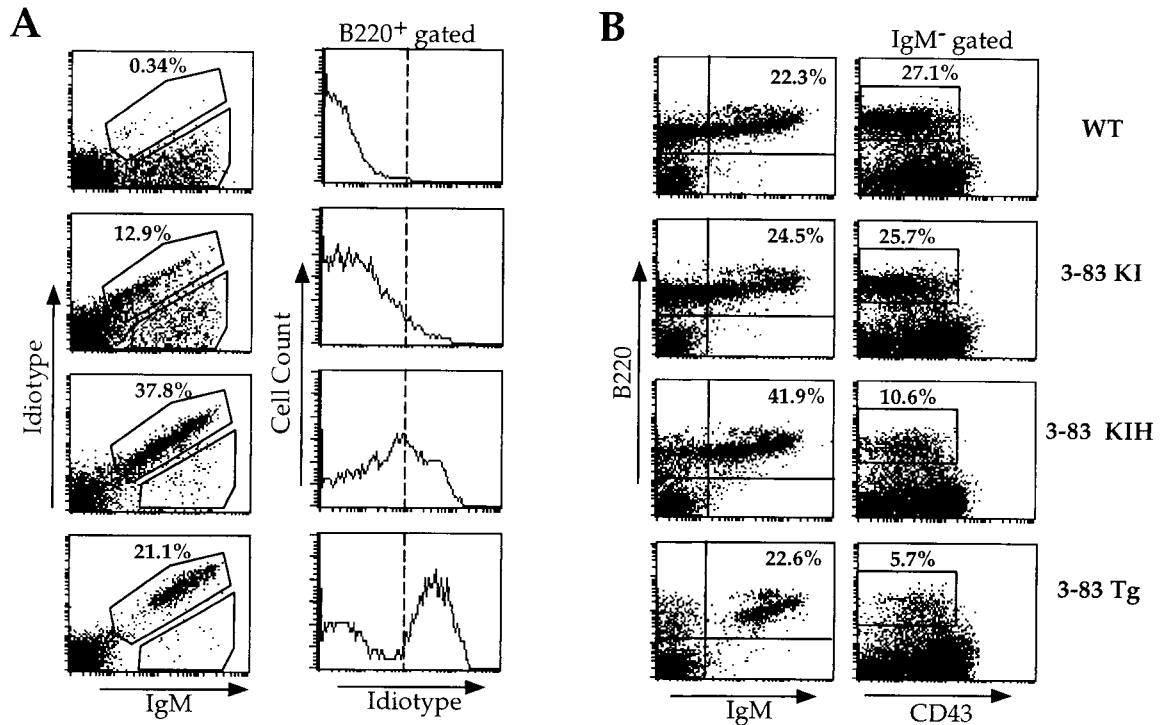 A
B
B220+ gated
IgM- gated
0.34%
22.3%
27.1%
WT
12.9%
24.5%
25.7%
3-83 KI
Idiotype
Cell Count
B220
37.8%
41.9%
10.6%
3-83 KIH
21.1%
22.6%
5.7%
3-83 Tg
IgM
Idiotype
IgM
CD43